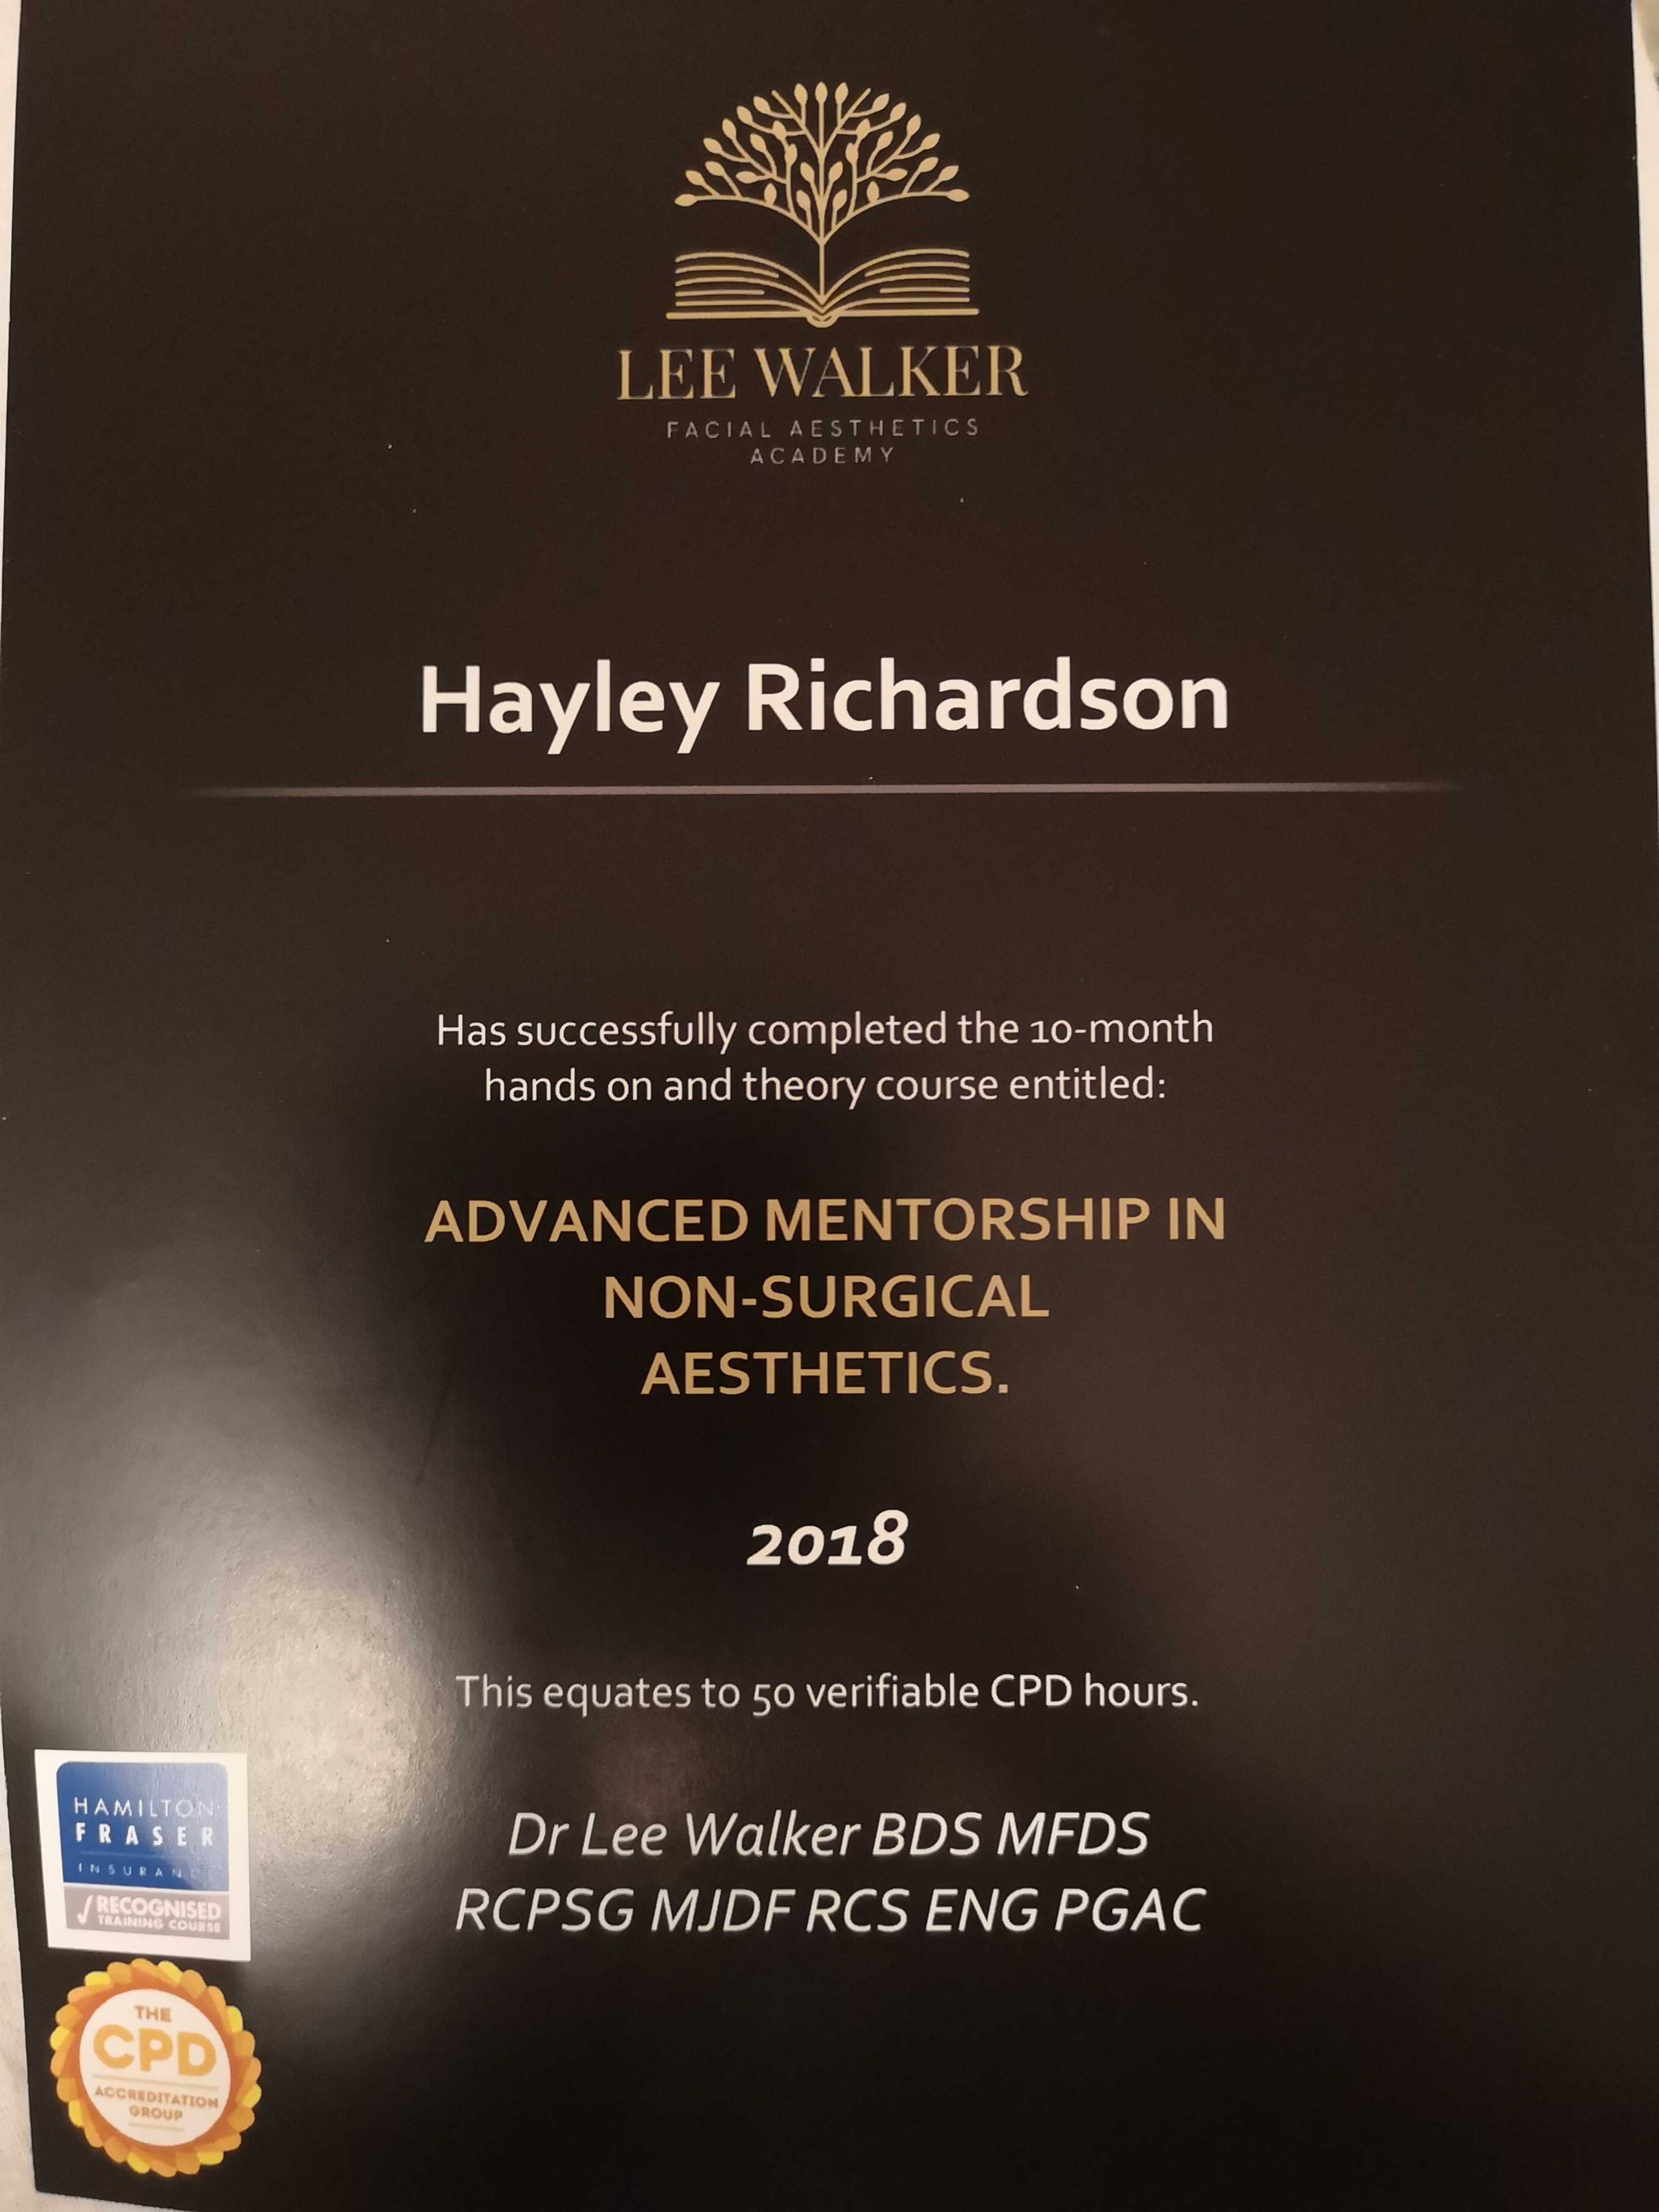 LEE WALKER
FACIAL AESTHETICS
ACADEMY
Hayley Richardson
Has successfully completed the 10-month
hands on and theory course entitled:
ADVANCED MENTORSHIP IN
NON-SURGICAL
AESTHETICS.
2018
This equates to 50 verifiable CPD hours.
Dr Lee Walker BDS MFDS
RCPSG MJDF RCS ENG PGAC
HAMILTON
FRASER
INSURANCE
✓RECOGNISED
TRAINING COURSE
THE
CPD
ACCREDITATION
GROUP